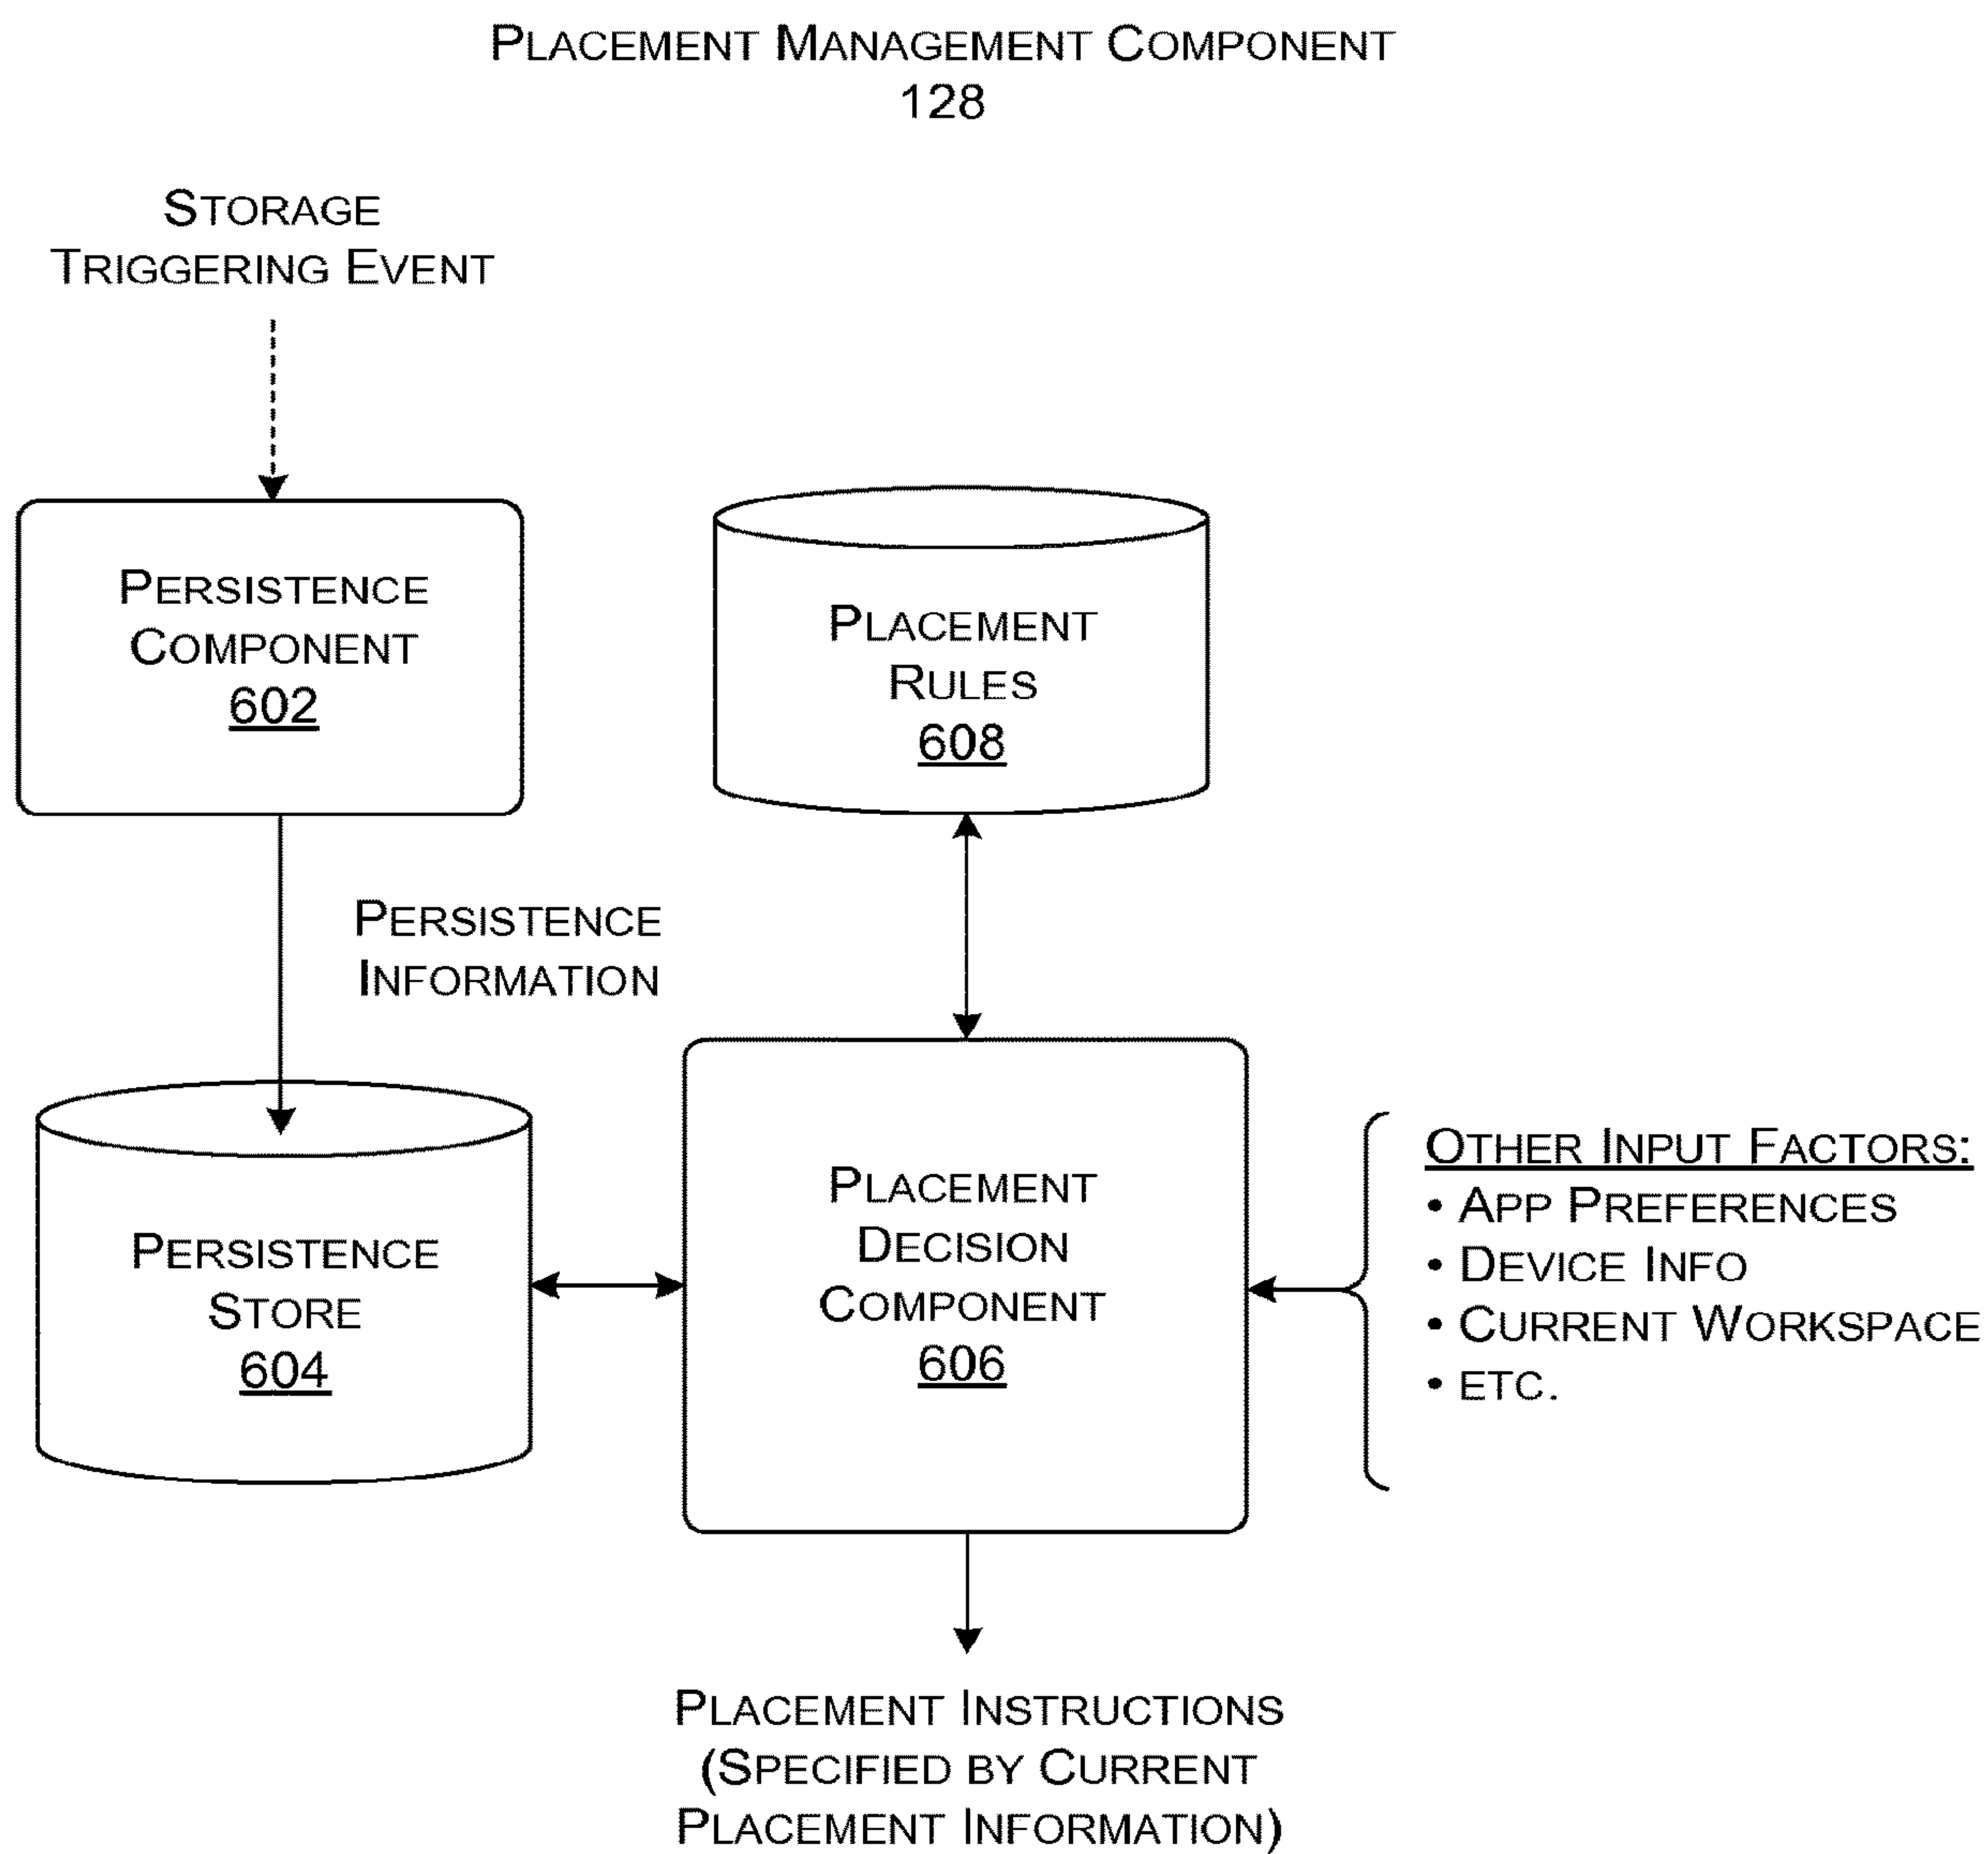 PLACEMENT MANAGEMENT COMPONENT
128
STORAGE
TRIGGERING EVENT
PERSISTENCE
COMPONENT
602
PLACEMENT
RULES
608
PERSISTENCE
INFORMATION
PERSISTENCE
STORE
604
PLACEMENT
DECISION
COMPONENT
606
OTHER INPUT FACTORS:
• APP PREFERENCES
• DEVICE INFO
• CURRENT WORKSPACE
• ETC.
PLACEMENT INSTRUCTIONS
(SPECIFIED BY CURRENT
PLACEMENT INFORMATION)